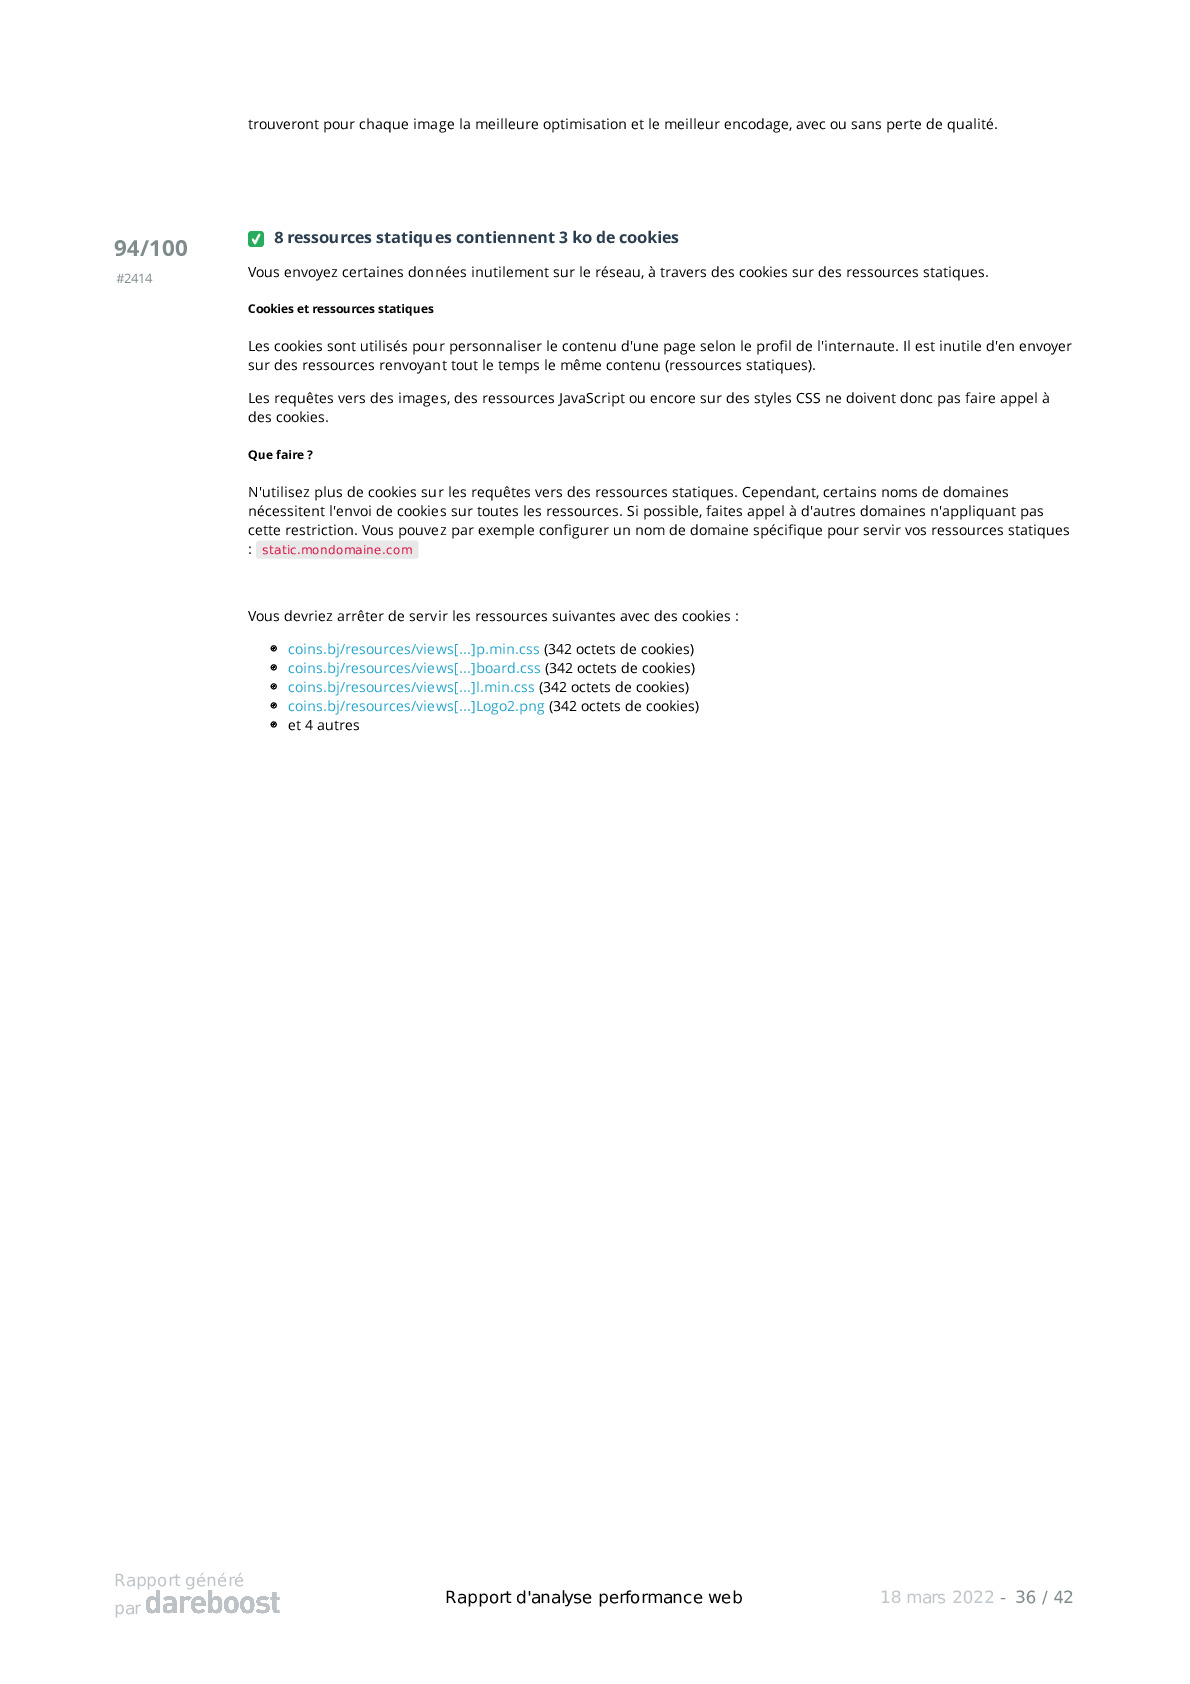 trouveront pour chaque image la meilleure optimisation et le meilleur encodage, avec ou sans perte de qualité.
94/100
#2414
8 ressources statiques contiennent 3 ko de cookies
Vous envoyez certaines données inutilement sur le réseau, à travers des cookies sur des ressources statiques.
Cookies et ressources statiques
Les cookies sont utilisés pour personnaliser le contenu d'une page selon le profil de l'internaute. Il est inutile d'en envoyer
sur des ressources renvoyant tout le temps le même contenu (ressources statiques).
Les requêtes vers des images, des ressources JavaScript ou encore sur des styles CSS ne doivent donc pas faire appel à
des cookies.
Que faire ?
N'utilisez plus de cookies sur les requêtes vers des ressources statiques. Cependant, certains noms de domaines
nécessitent l'envoi de cookies sur toutes les ressources. Si possible, faites appel à d'autres domaines n'appliquant pas
cette restriction. Vous pouvez par exemple configurer un nom de domaine spécifique pour servir vos ressources statiques
: static.mondomaine.com
Vous devriez arrêter de servir les ressources suivantes avec des cookies :
coins.bj/resources/views[...]p.min.css (342 octets de cookies)
coins.bj/resources/views[...]board.css (342 octets de cookies)
coins.bj/resources/views[...]l.min.css (342 octets de cookies)
coins.bj/resources/views[...]Logo2.png (342 octets de cookies)
et 4 autres
Rapport généré
par dareboost
Rapport d'analyse performance web
18 mars 2022 - 36 / 42